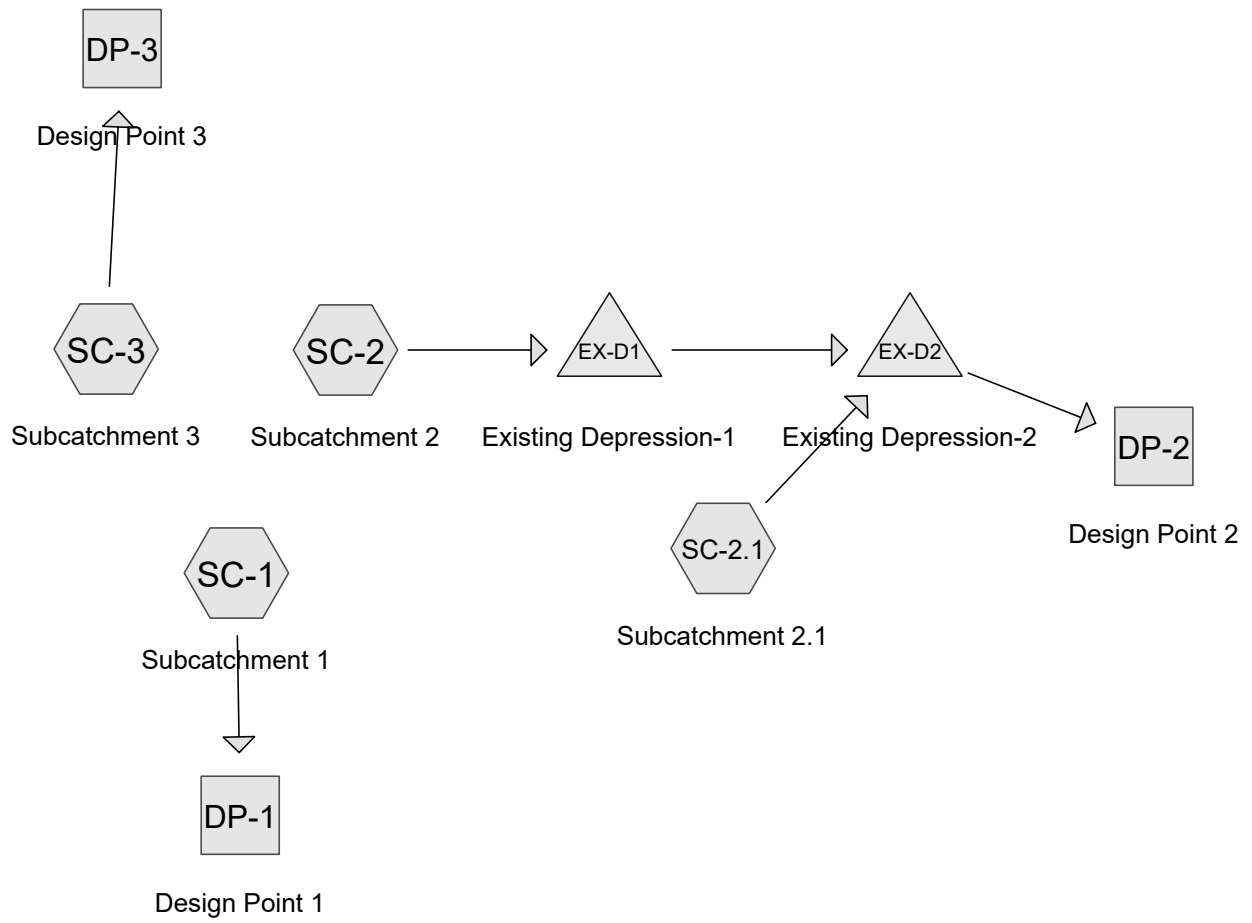 DP-3
Design Point 3
SC-3
Subcatchment 3
SC-2
Subcatchment 2
EX-D1
Existing Depression-1
EX-D2
Existing Depression-2
DP-2
Design Point 2
SC-2.1
Subcatchment 2.1
SC-1
Subcatchment 1
DP-1
Design Point 1